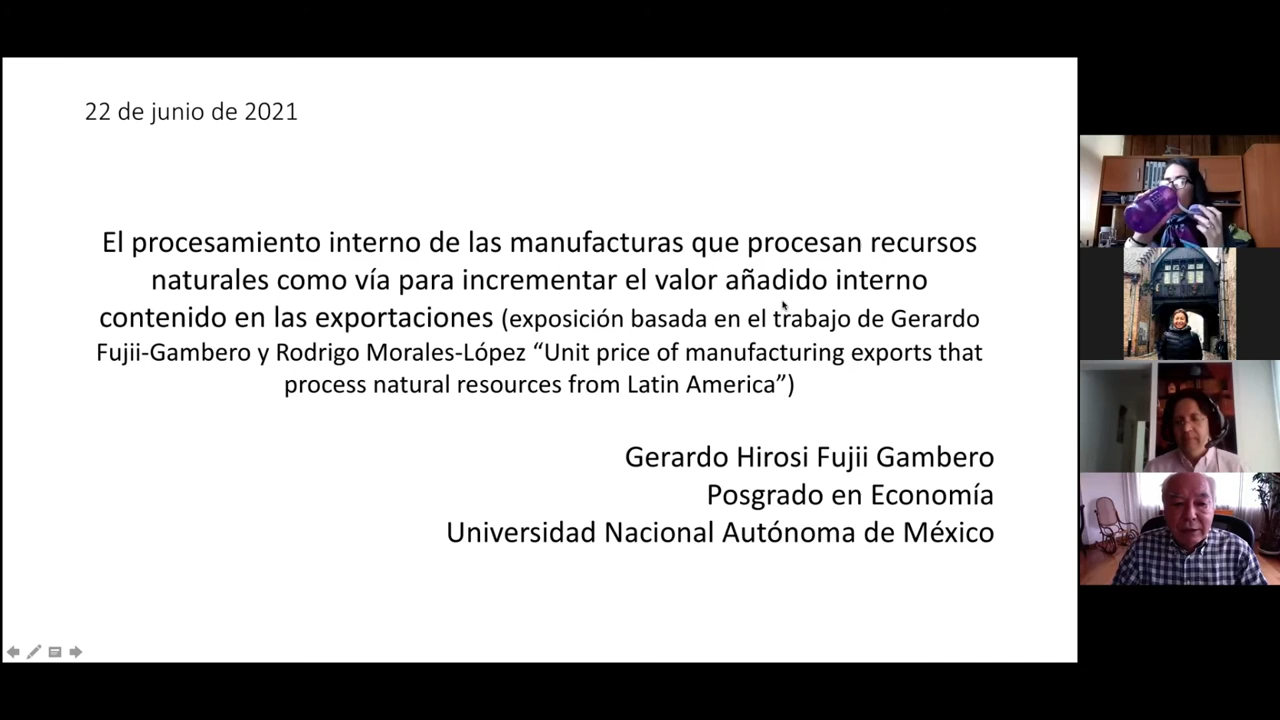 22 de junio de 2021
El procesamiento interno de las manufacturas que procesan recursos
naturales como vía para incrementar el valor añadido interno
contenido en las exportaciones (exposición basada en el trabajo de Gerardo
Fujii-Gambero y Rodrigo Morales-López “Unit price of manufacturing exports that
process natural resources from Latin America”)
Gerardo Hirosi Fujii Gambero
Posgrado en Economía
Universidad Nacional Autónoma de México